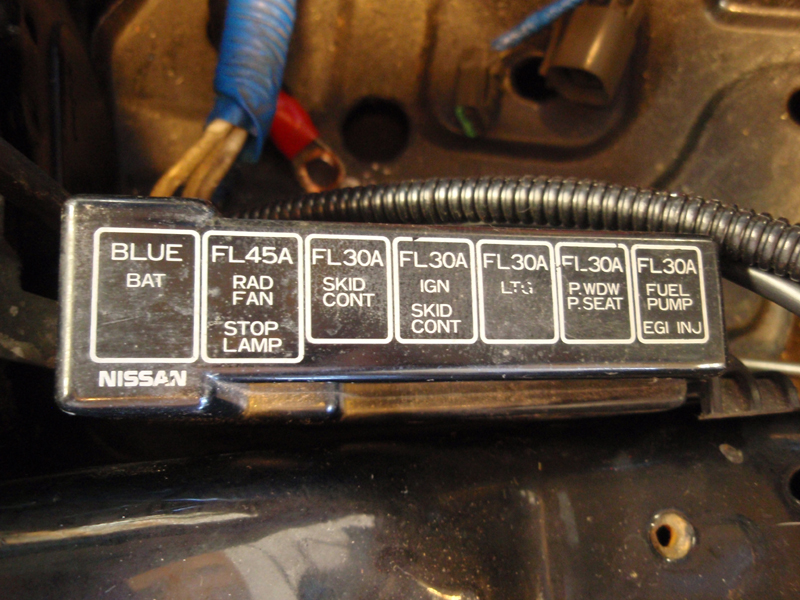 BLUE
BAT
FL45A
RAD
FAN
STOP
LAMP
FL30A
SKID
CONT
FL30A
IGN
SKID
CONT
FL30A
LTG
FL30A
P.WDW
P.SEAT
FL30A
FUEL
PUMP
EGI INJ
NISSAN